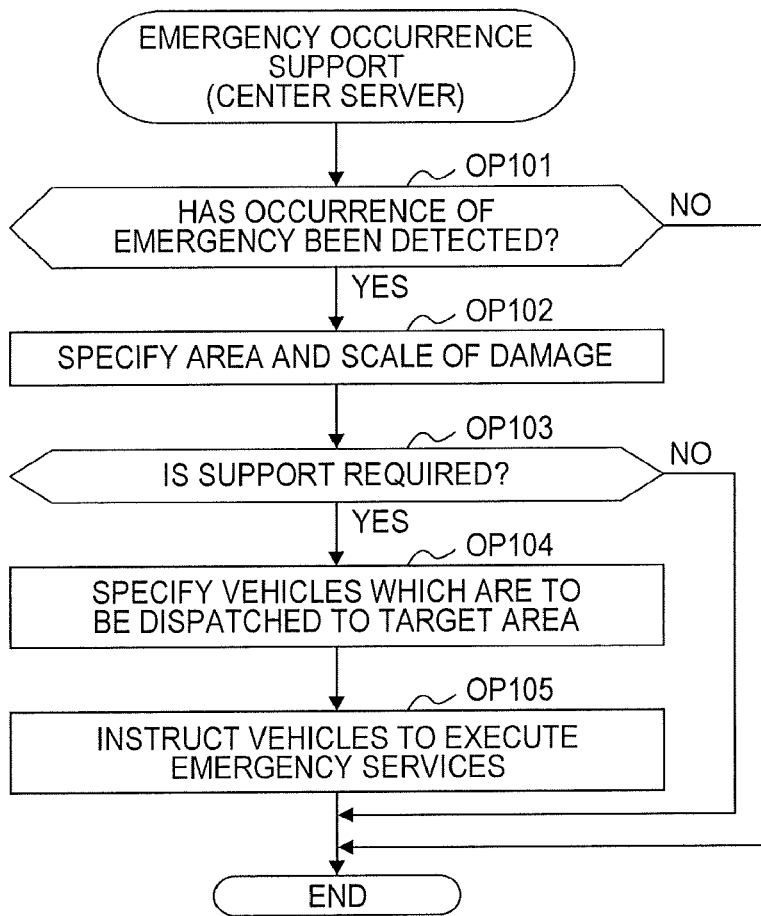 EMERGENCY OCCURRENCE
SUPPORT
(CENTER SERVER)
OP101
HAS OCCURRENCE OF
EMERGENCY BEEN DETECTED?
NO
YES
OP102
SPECIFY AREA AND SCALE OF DAMAGE
OP103
IS SUPPORT REQUIRED?
NO
YES
OP104
SPECIFY VEHICLES WHICH ARE TO
BE DISPATCHED TO TARGET AREA
OP105
INSTRUCT VEHICLES TO EXECUTE
EMERGENCY SERVICES
END